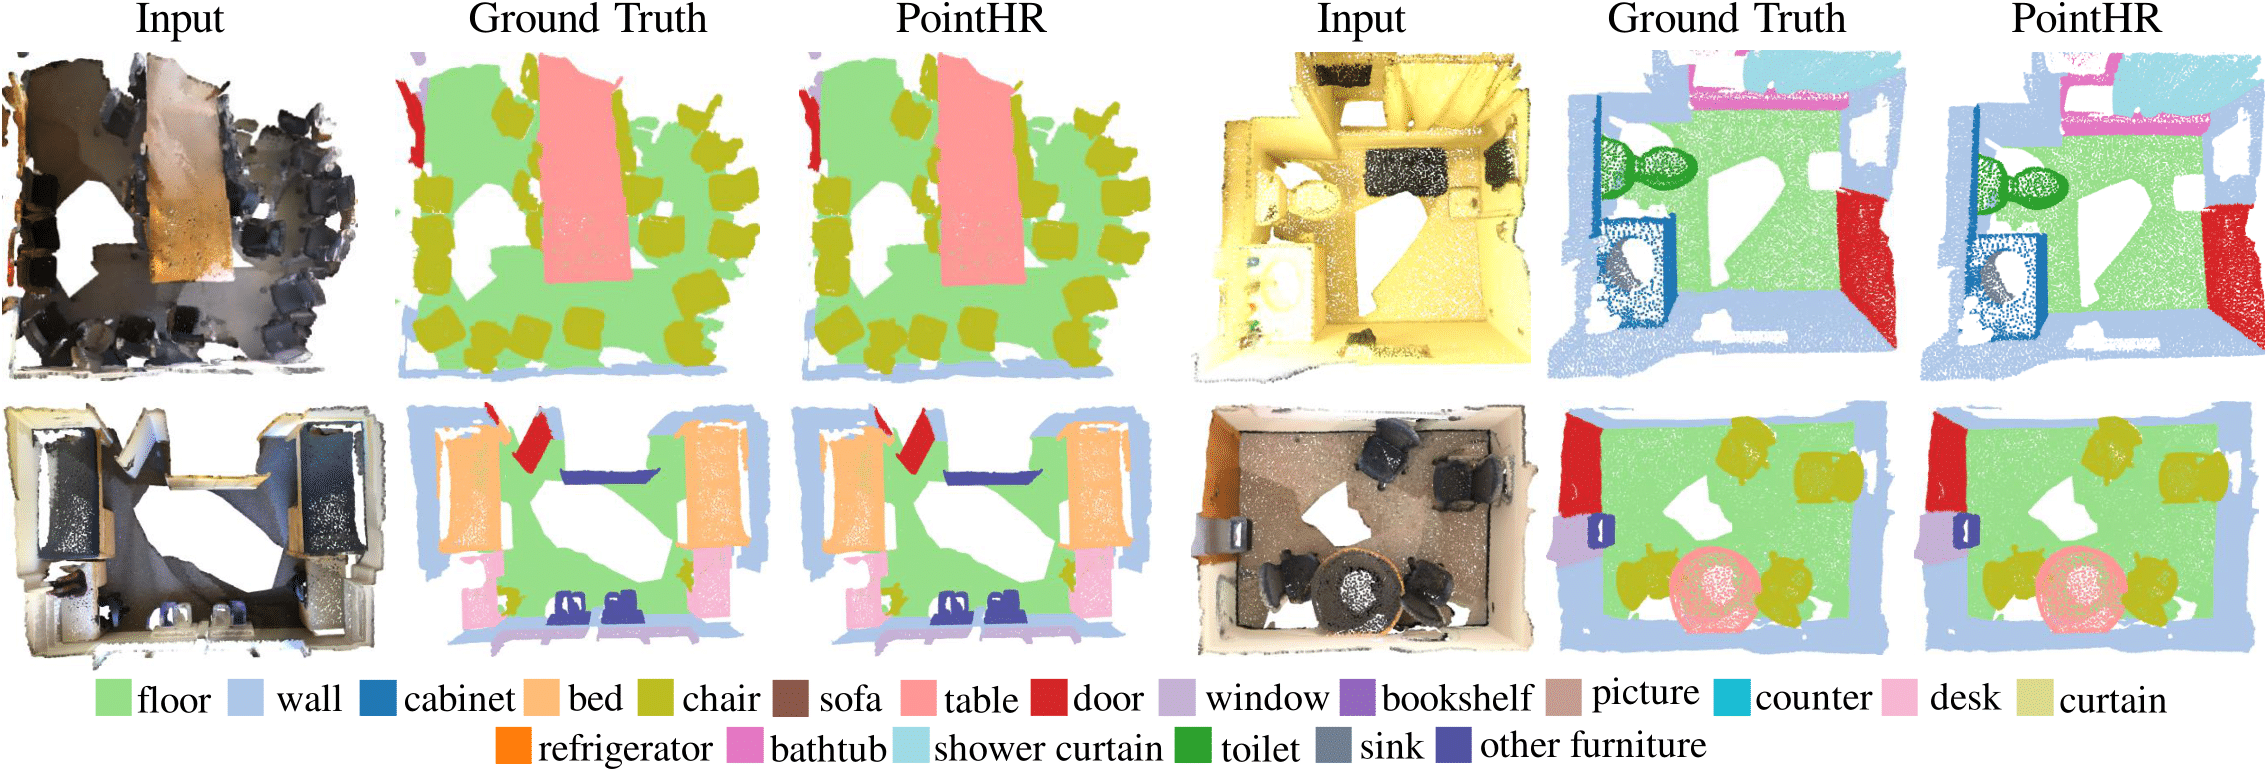 Input Ground Truth PointHR Input Ground Truth PointHR
floor wall cabinet bed chair sofa table door window bookshelf picture counter desk curtain
refrigerator bathtub shower curtain toilet sink other furniture